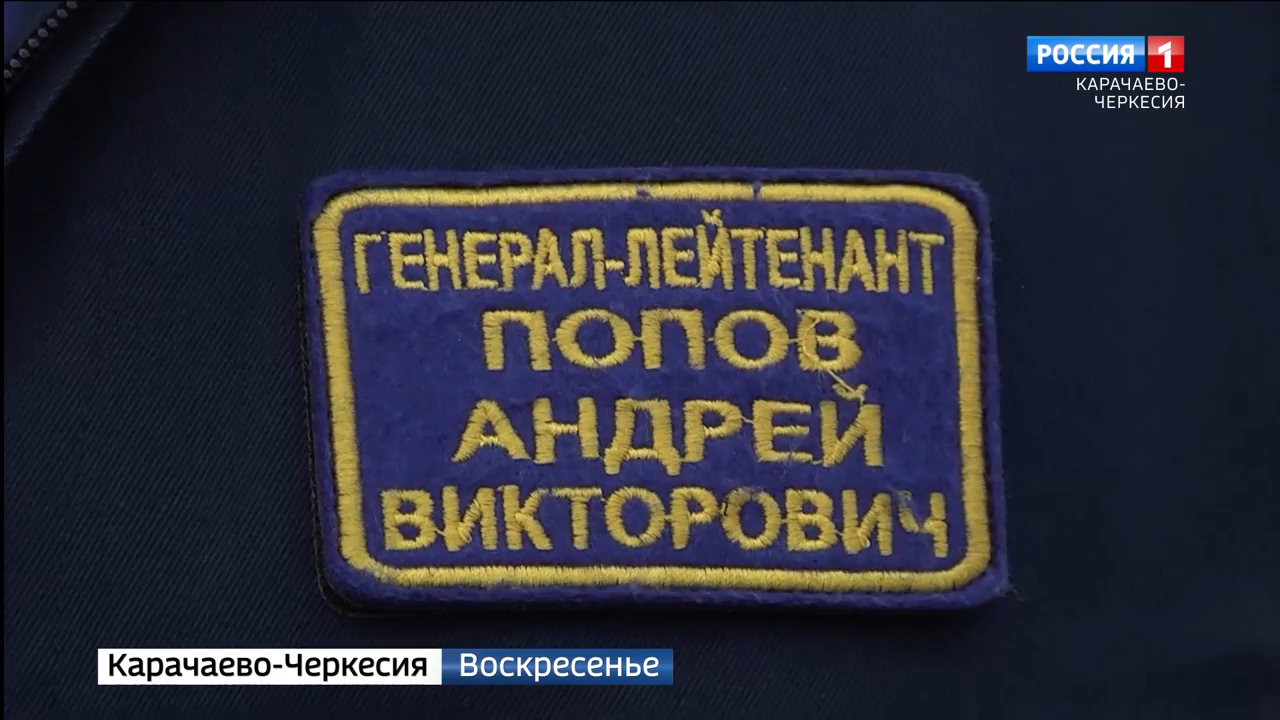 РОССИЯ 1
КАРАЧАЕВО-
ЧЕРКЕСИЯ
ГЕНЕРАЛ-ЛЕЙТЕНАНТ
ПОПОВ
АНДРЕЙ
ВИКТОРОВИЧ
Карачаево-Черкесия Воскресенье